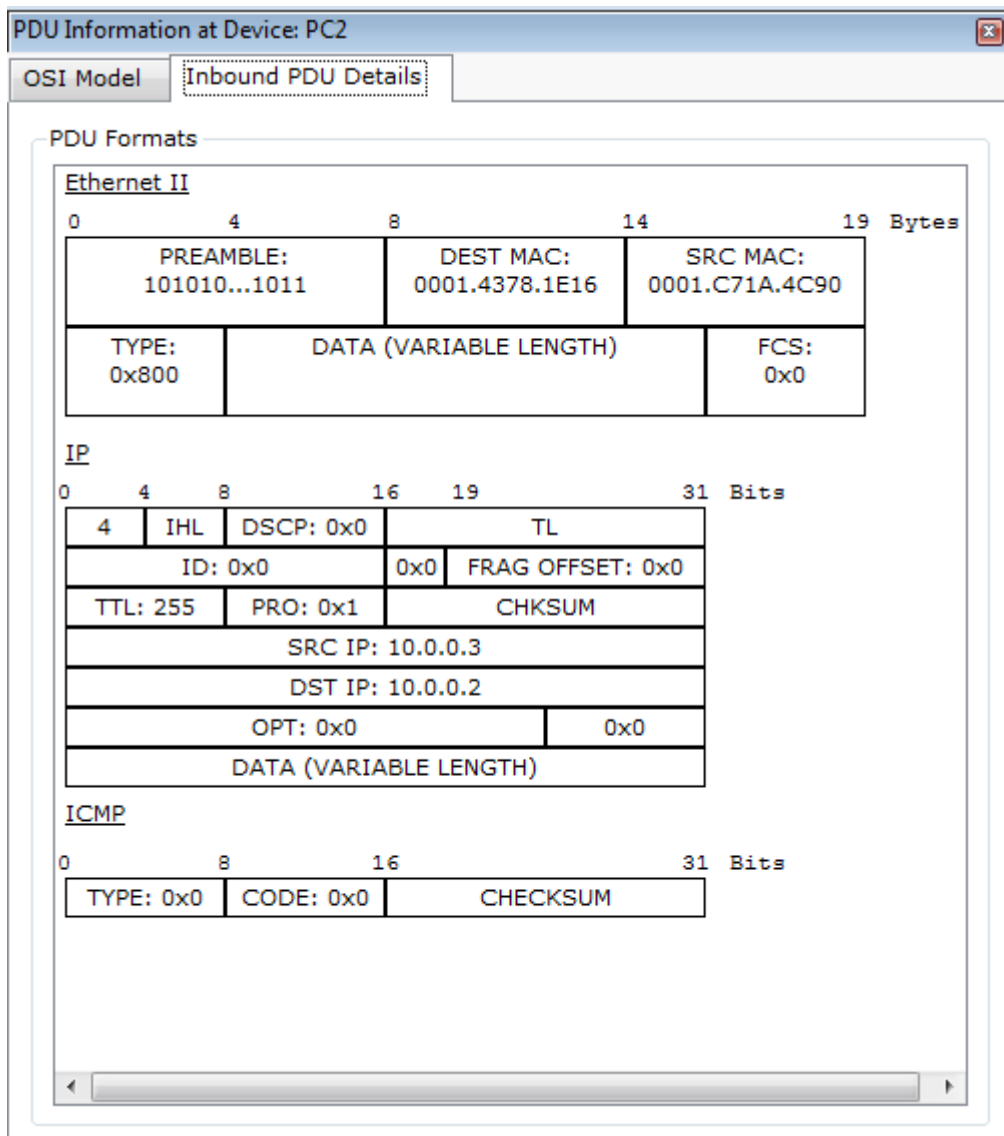 PDU Information at Device: PC2
OSI Model Inbound PDU Details
PDU Formats
Ethernet II
0 4 8 14 19 Bytes
PREAMBLE: DEST MAC: SRC MAC:
101010...1011 0001.4378.1E16 0001.C71A.4C90
TYPE: DATA (VARIABLE LENGTH) FCS:
0x800 0x0
IP
0 4 8 16 19 31 Bits
4 IHL DSCP: 0x0 TL
ID: 0x0 0x0 FRAG OFFSET: 0x0
TTL: 255 PRO: 0x1 CHKSUM
SRC IP: 10.0.0.3
DST IP: 10.0.0.2
OPT: 0x0 0x0
DATA (VARIABLE LENGTH)
ICMP
0 8 16 31 Bits
TYPE: 0x0 CODE: 0x0 CHECKSUM